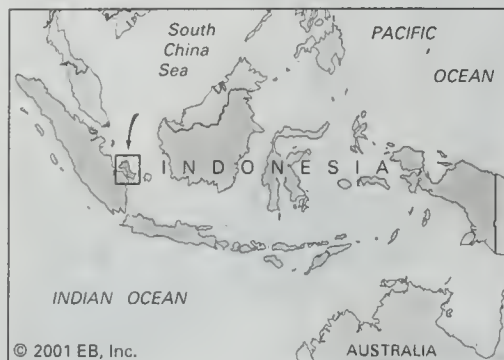 South
China
Sea
PACIFIC
OCEAN
INDONESIA
INDIAN OCEAN
© 2001 EB, Inc.
AUSTRALIA